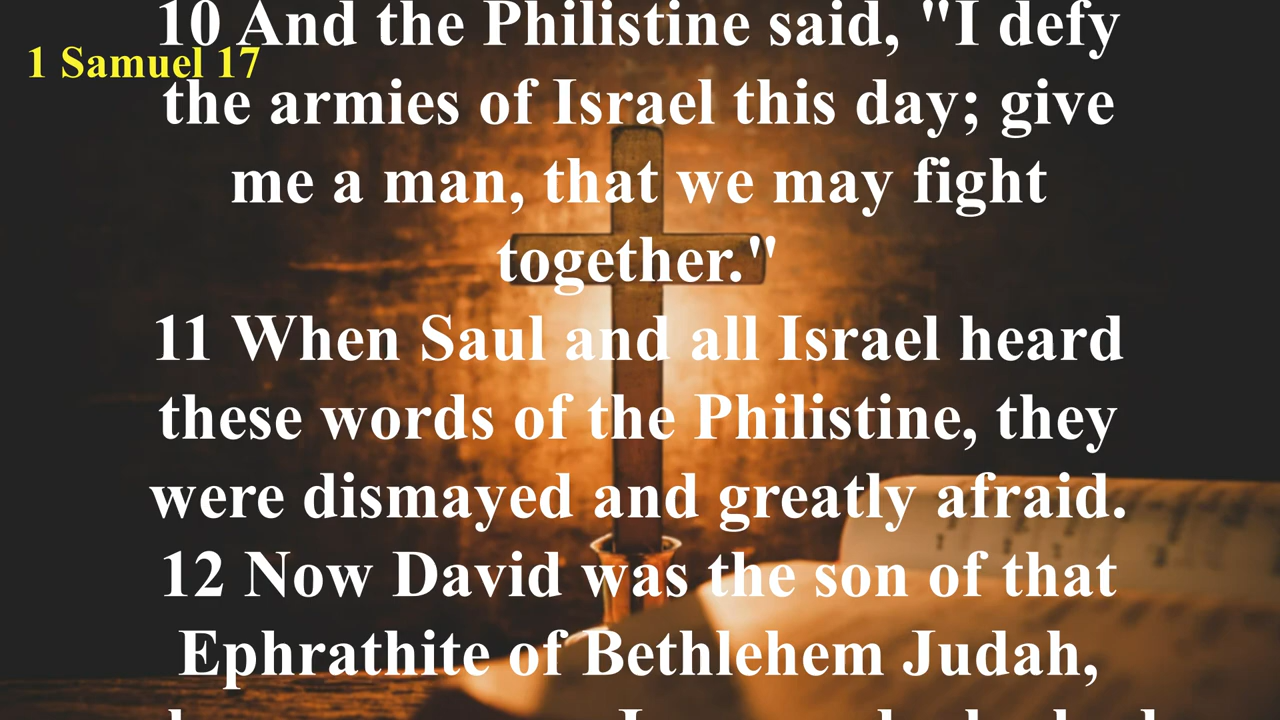 1 Samuel 17
10 And the Philistine said, "I defy
the armies of Israel this day; give
me a man, that we may fight
together."
11 When Saul and all Israel heard
these words of the Philistine, they
were dismayed and greatly afraid.
12 Now David was the son of that
Ephrathite of Bethlehem Judah,